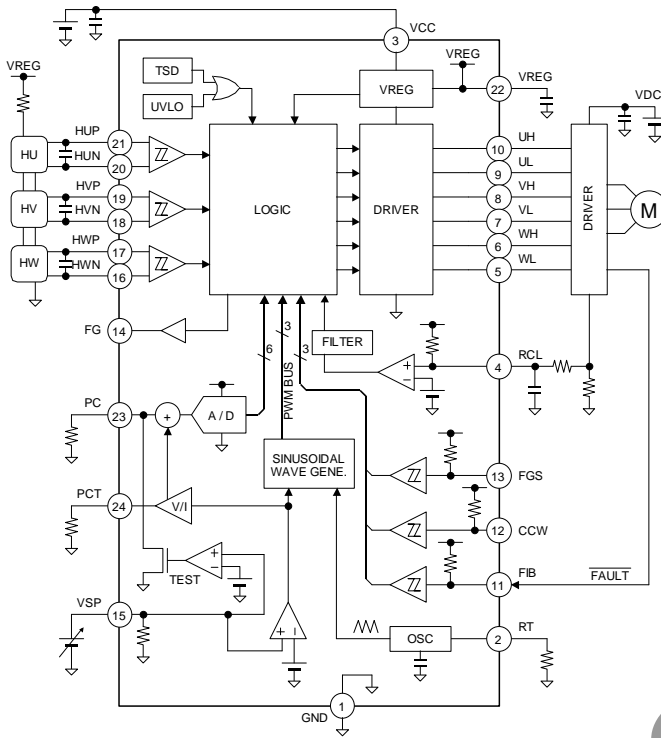 VCC
3
VREG
TSD
UVLO
VREG
22
VREG
VDC
HUP
21
HU
HUN
20
HVP
19
HV
HVN
18
HWP
17
HW
HWN
16
LOGIC
DRIVER
10
UH
9
UL
8
VH
7
VL
6
WH
5
WL
DRIVER
M
FG
14
6
3
3
PWM BUS
FILTER
+
−
4
RCL
PC
23
+
A / D
SINUSOIDAL
WAVE GENE.
13
FGS
PCT
24
V/I
12
CCW
TEST
+
−
11
FIB
FAULT
VSP
15
+
−
OSC
2
RT
GND
1